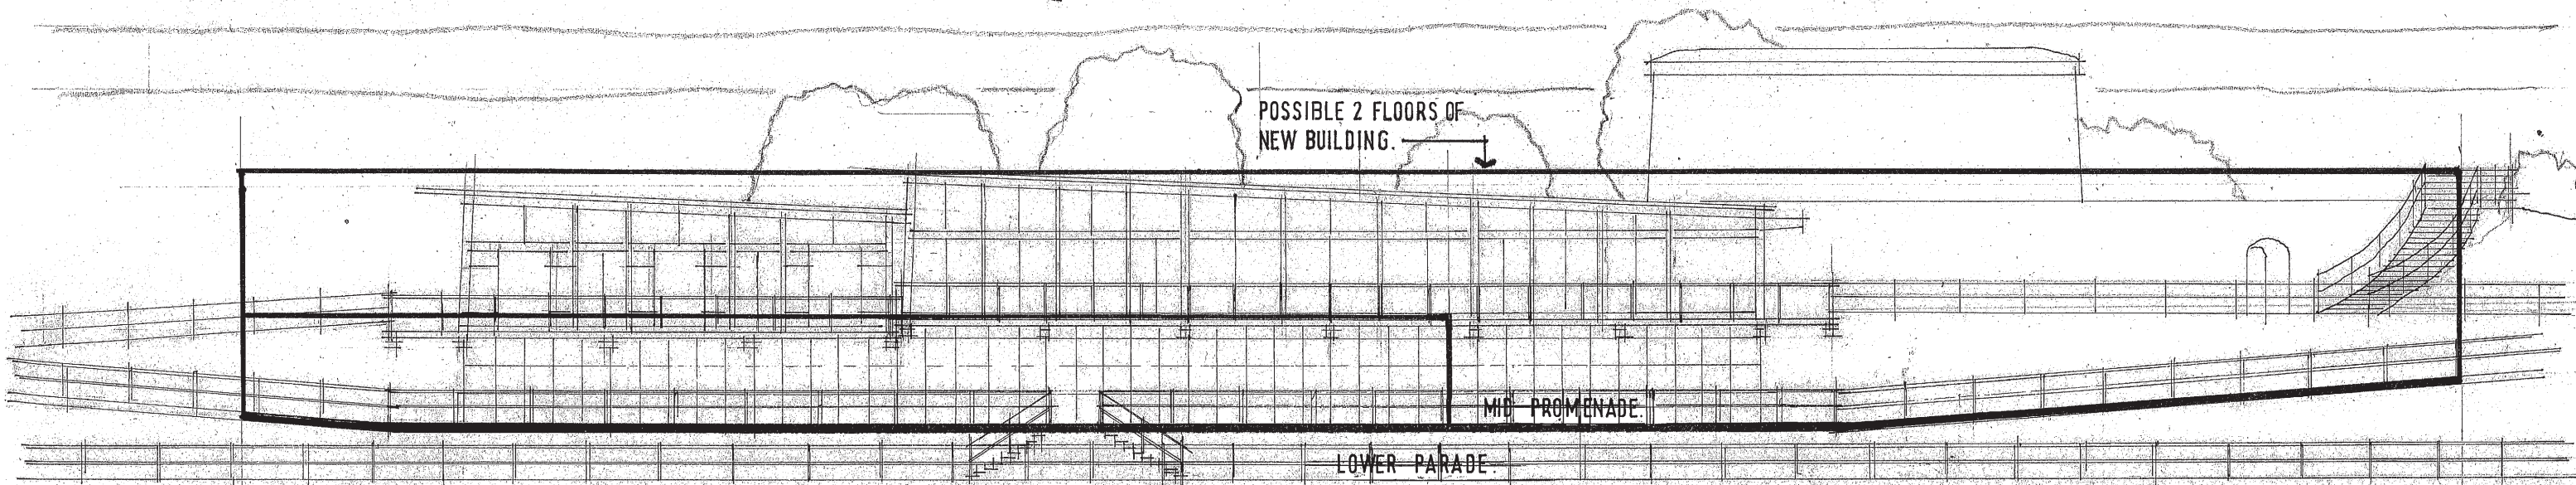 POSSIBLE 2 FLOORS OF
NEW BUILDING.
MID PROMENADE.
LOWER PARADE.